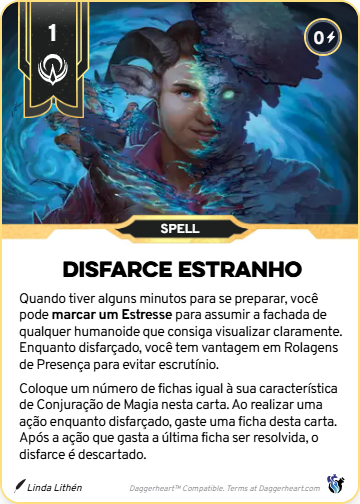 1
0
SPELL
DISFARCE ESTRANHO
Quando tiver alguns minutos para se preparar, você
pode marcar um Estresse para assumir a fachada de
qualquer humanoide que consiga visualizar claramente.
Enquanto disfarçado, você tem vantagem em Rolagens
de Presença para evitar escrutínio.
Coloque um número de fichas igual à sua característica
de Conjuração de Magia nesta carta. Ao realizar uma
ação enquanto disfarçado, gaste uma ficha desta carta.
Após a ação que gasta a última ficha ser resolvida, o
disfarce é descartado.
Linda Lithén
Daggerheart™ Compatible. Terms at Daggerheart.com